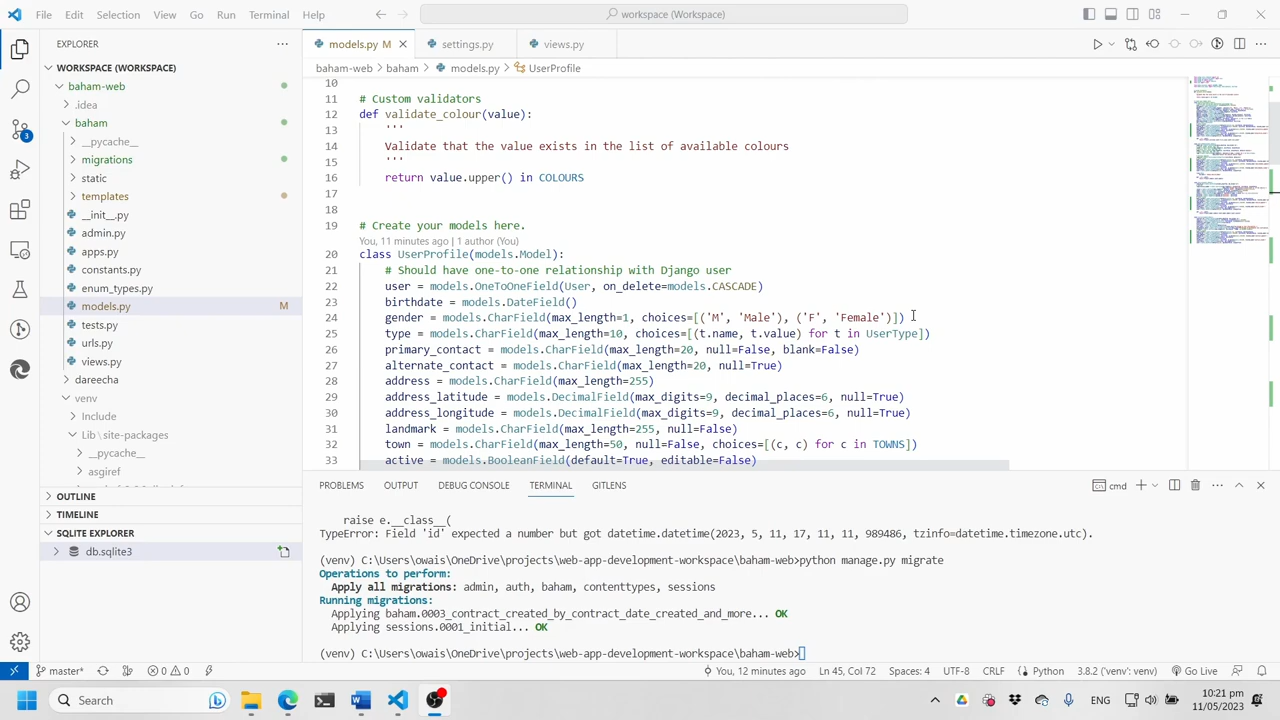 File Edit Selection View Go Run Terminal Help
workspace (Workspace)
EXPLORER
models.py M
settings.py
views.py
WORKSPACE (WORKSPACE)
baham-web > baham > models.py > UserProfile
baham-web
.idea
baham
__pycache__
migrations
static
templates
__init__.py
admin.py
apps.py
constants.py
enum_types.py
models.py M
tests.py
urls.py
views.py
dareecha
venv
Include
Lib\site-packages
__pycache__
asgiref
OUTLINE
TIMELINE
SQLITE EXPLORER
db.sqlite3
3
10
11 # Custom validators
12 def validate_colour(value):
13 '''
14 Validate that the value exists in the list of available colours
15 '''
16 return value.upper() in COLOURS
17
18
19 # Create your models here.
You, 1 minute ago | 1 author (You)
20 class UserProfile(models.Model):
21 # Should have one-to-one relationship with Django user
22 user = models.OneToOneField(User, on_delete=models.CASCADE)
23 birthdate = models.DateField()
24 gender = models.CharField(max_length=1, choices=[('M', 'Male'), ('F', 'Female')])
25 type = models.CharField(max_length=10, choices=[(t.name, t.value) for t in UserType])
26 primary_contact = models.CharField(max_length=20, null=False, blank=False)
27 alternate_contact = models.CharField(max_length=20, null=True)
28 address = models.CharField(max_length=255)
29 address_latitude = models.DecimalField(max_digits=9, decimal_places=6, null=True)
30 address_longitude = models.DecimalField(max_digits=9, decimal_places=6, null=True)
31 landmark = models.CharField(max_length=255, null=False)
32 town = models.CharField(max_length=50, null=False, choices=[(c, c) for c in TOWNS])
33 active = models.BooleanField(default=True, editable=False)
PROBLEMS OUTPUT DEBUG CONSOLE TERMINAL GITLENS
cmd
raise e.__class__(
TypeError: Field 'id' expected a number but got datetime.datetime(2023, 5, 11, 17, 11, 11, 989486, tzinfo=datetime.timezone.utc).
(venv) C:\Users\owais\OneDrive\projects\web-app-development-workspace\baham-web>python manage.py migrate
Operations to perform:
Apply all migrations: admin, auth, baham, contenttypes, sessions
Running migrations:
Applying baham.0003_contract_created_by_contract_date_created_and_more... OK
Applying sessions.0001_initial... OK
(venv) C:\Users\owais\OneDrive\projects\web-app-development-workspace\baham-web>
master* 0 0 You, 12 minutes ago Ln 45, Col 72 Spaces: 4 UTF-8 CRLF Python 3.8.2 ('venv': venv) Go Live
Search
ENG
10:21 pm
11/05/2023